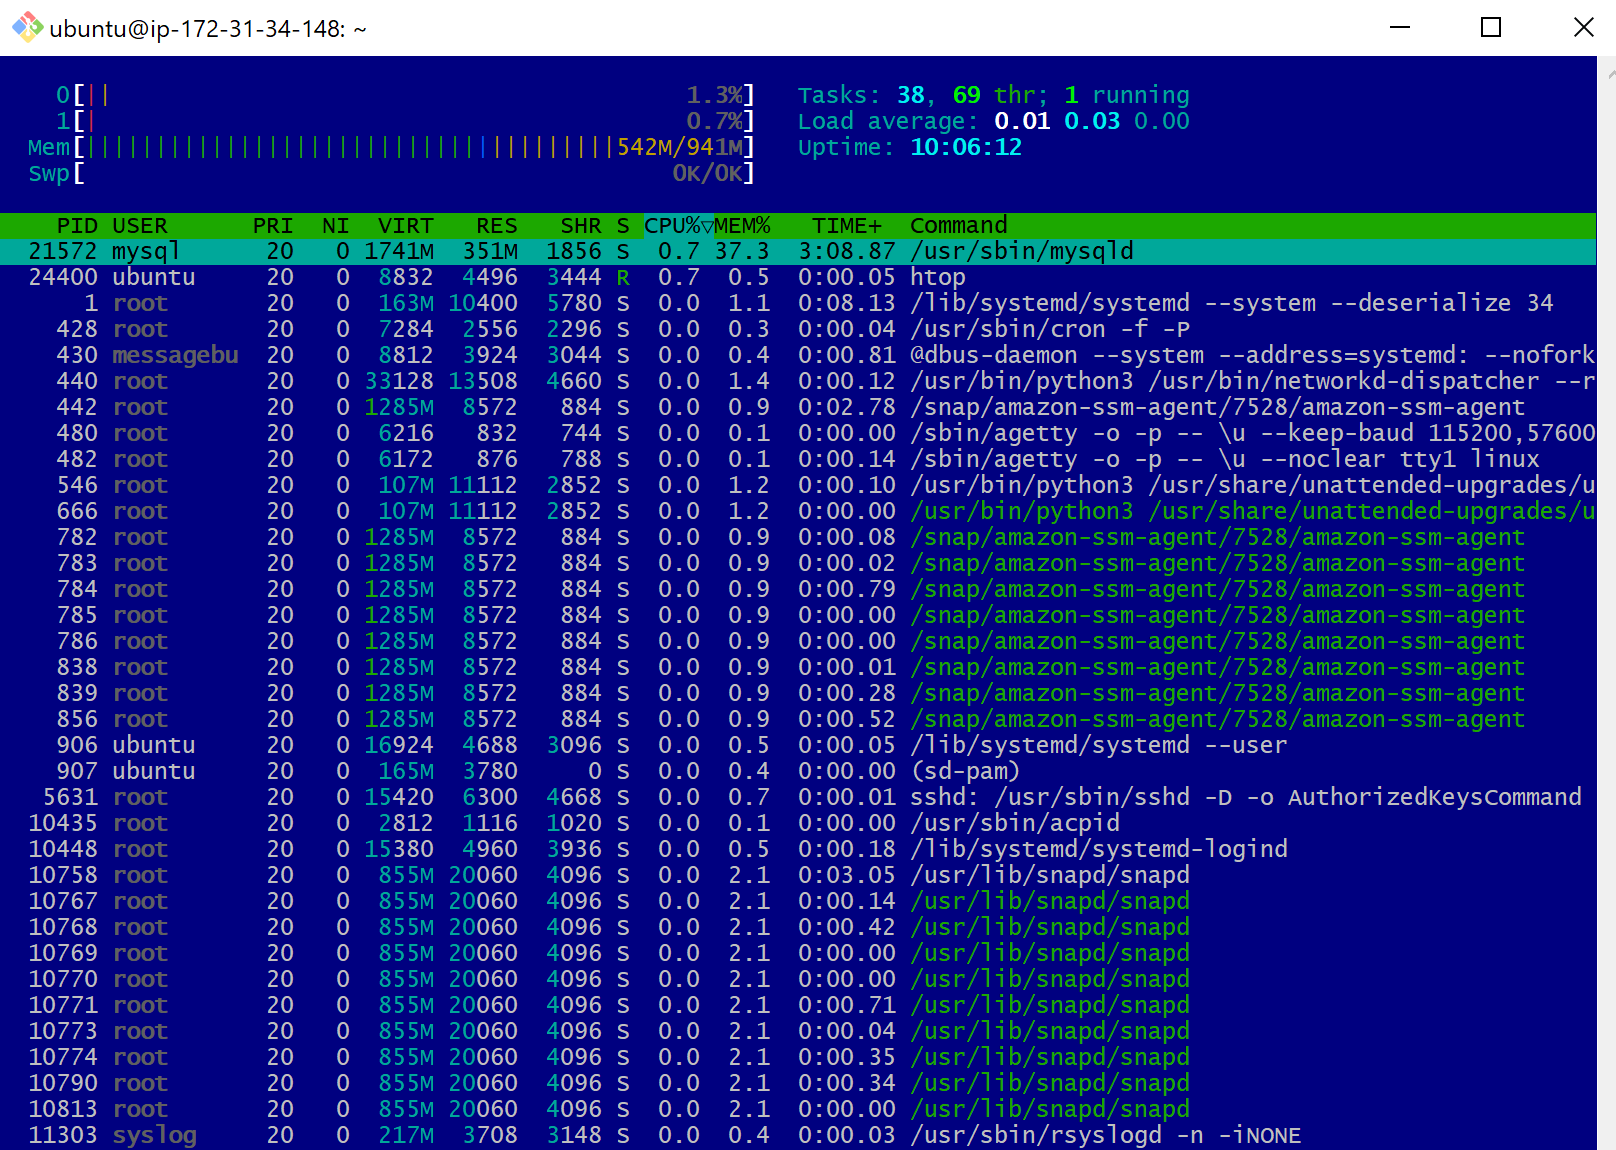 ubuntu@ip-172-31-34-148: ~
0[|| 1.3%] Tasks: 38, 69 thr; 1 running
1[| 0.7%] Load average: 0.01 0.03 0.00
Mem[||||||||||||||||||||||||||||||||||||||542M/941M] Uptime: 10:06:12
Swp[ 0K/0K]
PID USER PRI NI VIRT RES SHR S CPU%▽MEM% TIME+ Command
21572 mysql 20 0 1741M 351M 1856 S 0.7 37.3 3:08.87 /usr/sbin/mysqld
24400 ubuntu 20 0 8832 4496 3444 R 0.7 0.5 0:00.05 htop
1 root 20 0 163M 10400 5780 S 0.0 1.1 0:08.13 /lib/systemd/systemd --system --deserialize 34
428 root 20 0 7284 2556 2296 S 0.0 0.3 0:00.04 /usr/sbin/cron -f -P
430 messagebu 20 0 8812 3924 3044 S 0.0 0.4 0:00.81 @dbus-daemon --system --address=systemd: --nofork
440 root 20 0 33128 13508 4660 S 0.0 1.4 0:00.12 /usr/bin/python3 /usr/bin/networkd-dispatcher --r
442 root 20 0 1285M 8572 884 S 0.0 0.9 0:02.78 /snap/amazon-ssm-agent/7528/amazon-ssm-agent
480 root 20 0 6216 832 744 S 0.0 0.1 0:00.00 /sbin/agetty -o -p -- \u --keep-baud 115200,57600
482 root 20 0 6172 876 788 S 0.0 0.1 0:00.14 /sbin/agetty -o -p -- \u --noclear tty1 linux
546 root 20 0 107M 11112 2852 S 0.0 1.2 0:00.10 /usr/bin/python3 /usr/share/unattended-upgrades/u
666 root 20 0 107M 11112 2852 S 0.0 1.2 0:00.00 /usr/bin/python3 /usr/share/unattended-upgrades/u
782 root 20 0 1285M 8572 884 S 0.0 0.9 0:00.08 /snap/amazon-ssm-agent/7528/amazon-ssm-agent
783 root 20 0 1285M 8572 884 S 0.0 0.9 0:00.02 /snap/amazon-ssm-agent/7528/amazon-ssm-agent
784 root 20 0 1285M 8572 884 S 0.0 0.9 0:00.79 /snap/amazon-ssm-agent/7528/amazon-ssm-agent
785 root 20 0 1285M 8572 884 S 0.0 0.9 0:00.00 /snap/amazon-ssm-agent/7528/amazon-ssm-agent
786 root 20 0 1285M 8572 884 S 0.0 0.9 0:00.00 /snap/amazon-ssm-agent/7528/amazon-ssm-agent
838 root 20 0 1285M 8572 884 S 0.0 0.9 0:00.01 /snap/amazon-ssm-agent/7528/amazon-ssm-agent
839 root 20 0 1285M 8572 884 S 0.0 0.9 0:00.28 /snap/amazon-ssm-agent/7528/amazon-ssm-agent
856 root 20 0 1285M 8572 884 S 0.0 0.9 0:00.52 /snap/amazon-ssm-agent/7528/amazon-ssm-agent
906 ubuntu 20 0 16924 4688 3096 S 0.0 0.5 0:00.05 /lib/systemd/systemd --user
907 ubuntu 20 0 165M 3780 0 S 0.0 0.4 0:00.00 (sd-pam)
5631 root 20 0 15420 6300 4668 S 0.0 0.7 0:00.01 sshd: /usr/sbin/sshd -D -o AuthorizedKeysCommand
10435 root 20 0 2812 1116 1020 S 0.0 0.1 0:00.00 /usr/sbin/acpid
10448 root 20 0 15380 4960 3936 S 0.0 0.5 0:00.18 /lib/systemd/systemd-logind
10758 root 20 0 855M 20060 4096 S 0.0 2.1 0:03.05 /usr/lib/snapd/snapd
10767 root 20 0 855M 20060 4096 S 0.0 2.1 0:00.14 /usr/lib/snapd/snapd
10768 root 20 0 855M 20060 4096 S 0.0 2.1 0:00.42 /usr/lib/snapd/snapd
10769 root 20 0 855M 20060 4096 S 0.0 2.1 0:00.00 /usr/lib/snapd/snapd
10770 root 20 0 855M 20060 4096 S 0.0 2.1 0:00.00 /usr/lib/snapd/snapd
10771 root 20 0 855M 20060 4096 S 0.0 2.1 0:00.71 /usr/lib/snapd/snapd
10773 root 20 0 855M 20060 4096 S 0.0 2.1 0:00.04 /usr/lib/snapd/snapd
10774 root 20 0 855M 20060 4096 S 0.0 2.1 0:00.35 /usr/lib/snapd/snapd
10790 root 20 0 855M 20060 4096 S 0.0 2.1 0:00.34 /usr/lib/snapd/snapd
10813 root 20 0 855M 20060 4096 S 0.0 2.1 0:00.00 /usr/lib/snapd/snapd
11303 syslog 20 0 217M 3708 3148 S 0.0 0.4 0:00.03 /usr/sbin/rsyslogd -n -iNONE